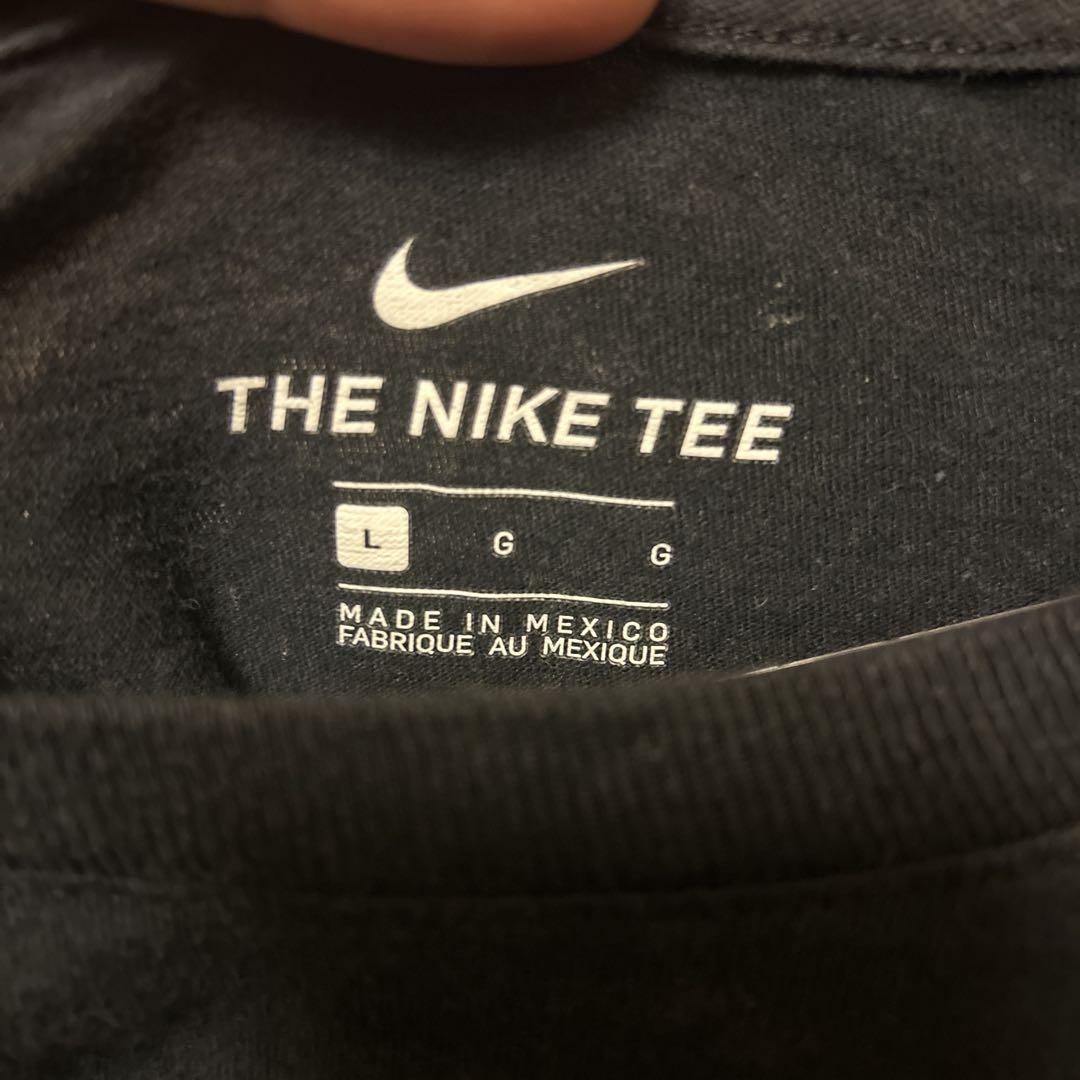 THE NIKE TEE
L G G
MADE IN MEXICO
FABRIQUE AU MEXIQUE